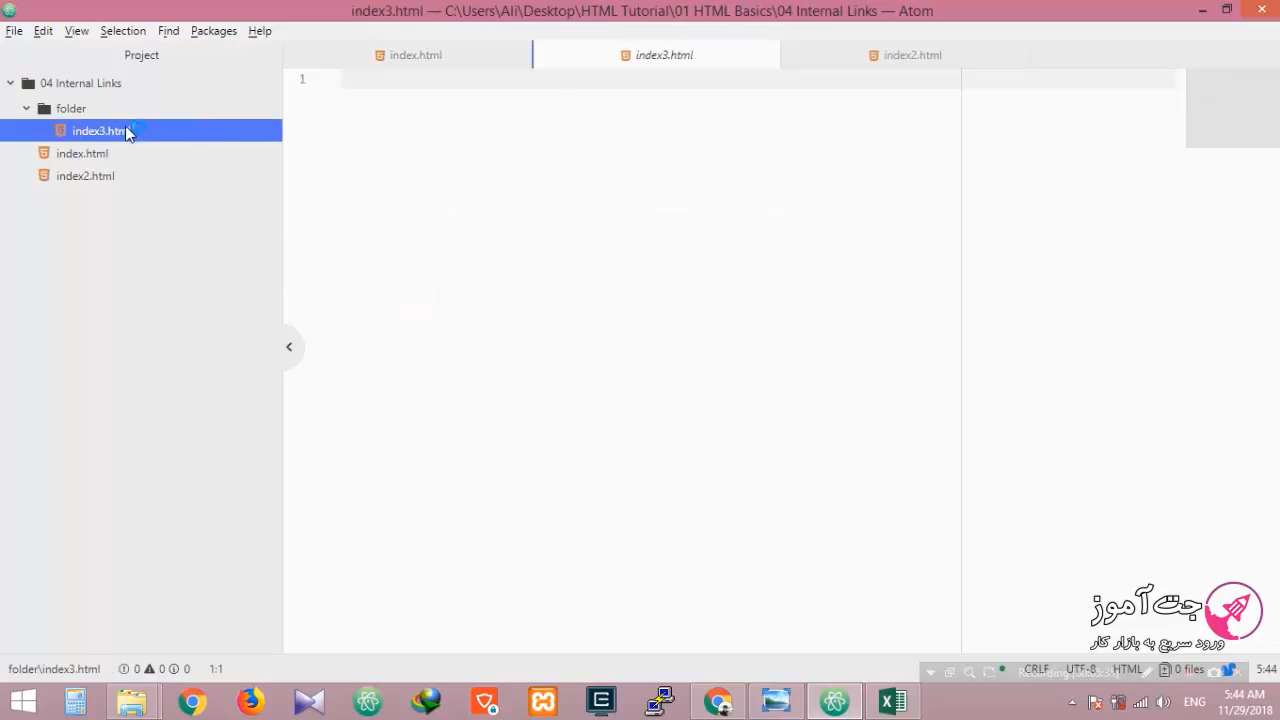 index3.html — C:\Users\Ali\Desktop\HTML Tutorial\01 HTML Basics\04 Internal Links — Atom
File Edit View Selection Find Packages Help
Project
index.html
index3.html
index2.html
04 Internal Links
folder
index3.htm
index.html
index2.html
1
جت آموز
ورود سریع به بازار کار
folder\index3.html
0 0 0
1:1
CRLF UTF-8 HTML 0 files
5:44
ENG
5:44 AM
11/29/2018